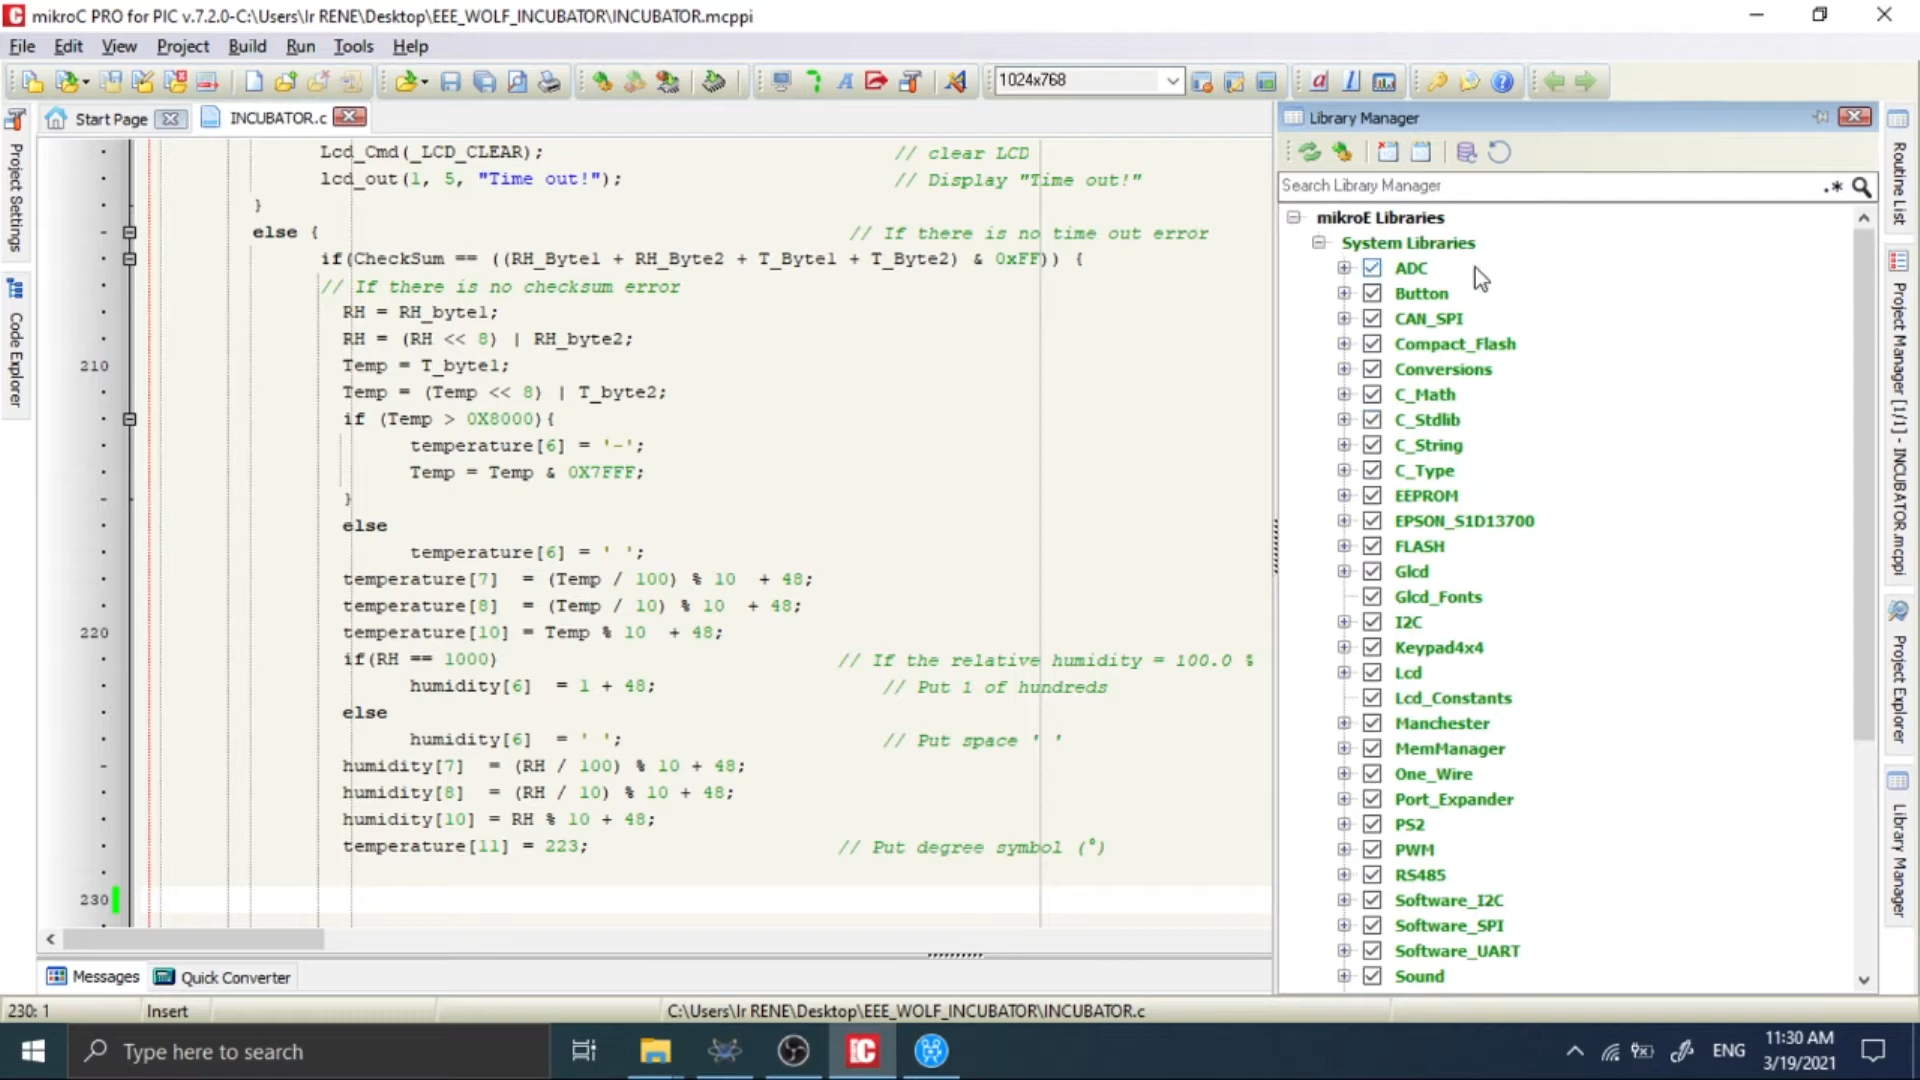 mikroC PRO for PIC v.7.2.0-C:\Users\Ir RENE\Desktop\EEE_WOLF_INCUBATOR\INCUBATOR.mcppi
File Edit View Project Build Run Tools Help
1024x768
Start Page
INCUBATOR.c
Project Settings
Code Explorer
Lcd_Cmd(_LCD_CLEAR); // clear LCD
lcd_out(1, 5, "Time out!"); // Display "Time out!"
}
else { // If there is no time out error
if(CheckSum == ((RH_Byte1 + RH_Byte2 + T_Byte1 + T_Byte2) & 0xFF)) {
// If there is no checksum error
RH = RH_byte1;
RH = (RH << 8) | RH_byte2;
210 Temp = T_byte1;
Temp = (Temp << 8) | T_byte2;
if (Temp > 0X8000){
temperature[6] = '-';
Temp = Temp & 0X7FFF;
}
else
temperature[6] = ' ';
temperature[7] = (Temp / 100) % 10 + 48;
temperature[8] = (Temp / 10) % 10 + 48;
220 temperature[10] = Temp % 10 + 48;
if(RH == 1000) // If the relative humidity = 100.0 %
humidity[6] = 1 + 48; // Put 1 of hundreds
else
humidity[6] = ' '; // Put space ' '
humidity[7] = (RH / 100) % 10 + 48;
humidity[8] = (RH / 10) % 10 + 48;
humidity[10] = RH % 10 + 48;
temperature[11] = 223; // Put degree symbol (°)
230
Library Manager
Search Library Manager
.*
mikroE Libraries
System Libraries
ADC
Button
CAN_SPI
Compact_Flash
Conversions
C_Math
C_Stdlib
C_String
C_Type
EEPROM
EPSON_S1D13700
FLASH
Glcd
Glcd_Fonts
I2C
Keypad4x4
Lcd
Lcd_Constants
Manchester
MemManager
One_Wire
Port_Expander
PS2
PWM
RS485
Software_I2C
Software_SPI
Software_UART
Sound
Routine List
Project Manager [1/1] - INCUBATOR.mcppi
Project Explorer
Library Manager
Messages
Quick Converter
230: 1
Insert
C:\Users\Ir RENE\Desktop\EEE_WOLF_INCUBATOR\INCUBATOR.c
Type here to search
ENG
11:30 AM
3/19/2021